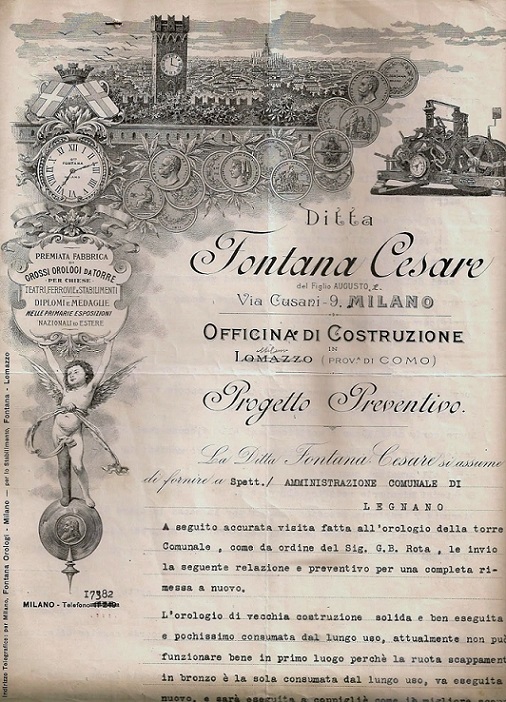 Ditta
Fontana Cesare
del Figlio AUGUSTO
Via Cusani-9, MILANO
OFFICINA DI COSTRUZIONE
IN
Milano
LOMAZZO (PROV.A DI COMO)
Progetto Preventivo.
FONTANA
PREMIATA FABBRICA
DI
GROSSI OROLOGI DA TORRE
PER CHIESE
TEATRI, FERROVIE & STABILIMENTI
DIPLOMI E MEDAGLIE
NELLE PRIMARIE ESPOSIZIONI
NAZIONALI ED ESTERE
La Ditta Fontana Cesare si assume
di fornire a Spett./ AMMINISTRAZIONE COMUNALE DI
LEGNANO
A seguito accurata visita fatta all'orologio della torre
Comunale , come da ordine del Sig. G.B. Rota , le invio
la seguente relazione e preventivo per una completa ri-
messa a nuovo.
L'orologio di vecchia costruzione solida e ben eseguita
e pochissimo consumata dal lungo uso, attualmente non può
funzionare bene in primo luogo perchè la ruota scappament
in bronzo è la sola consumata dal lungo uso, va eseguita
nuovo, e sarà eseguita a
17382
MILANO - Telefono
Indirizzo Telegrafico: per Milano, Fontana Orologi - Milano — per lo Stabilimento, Fontana - Lomazzo